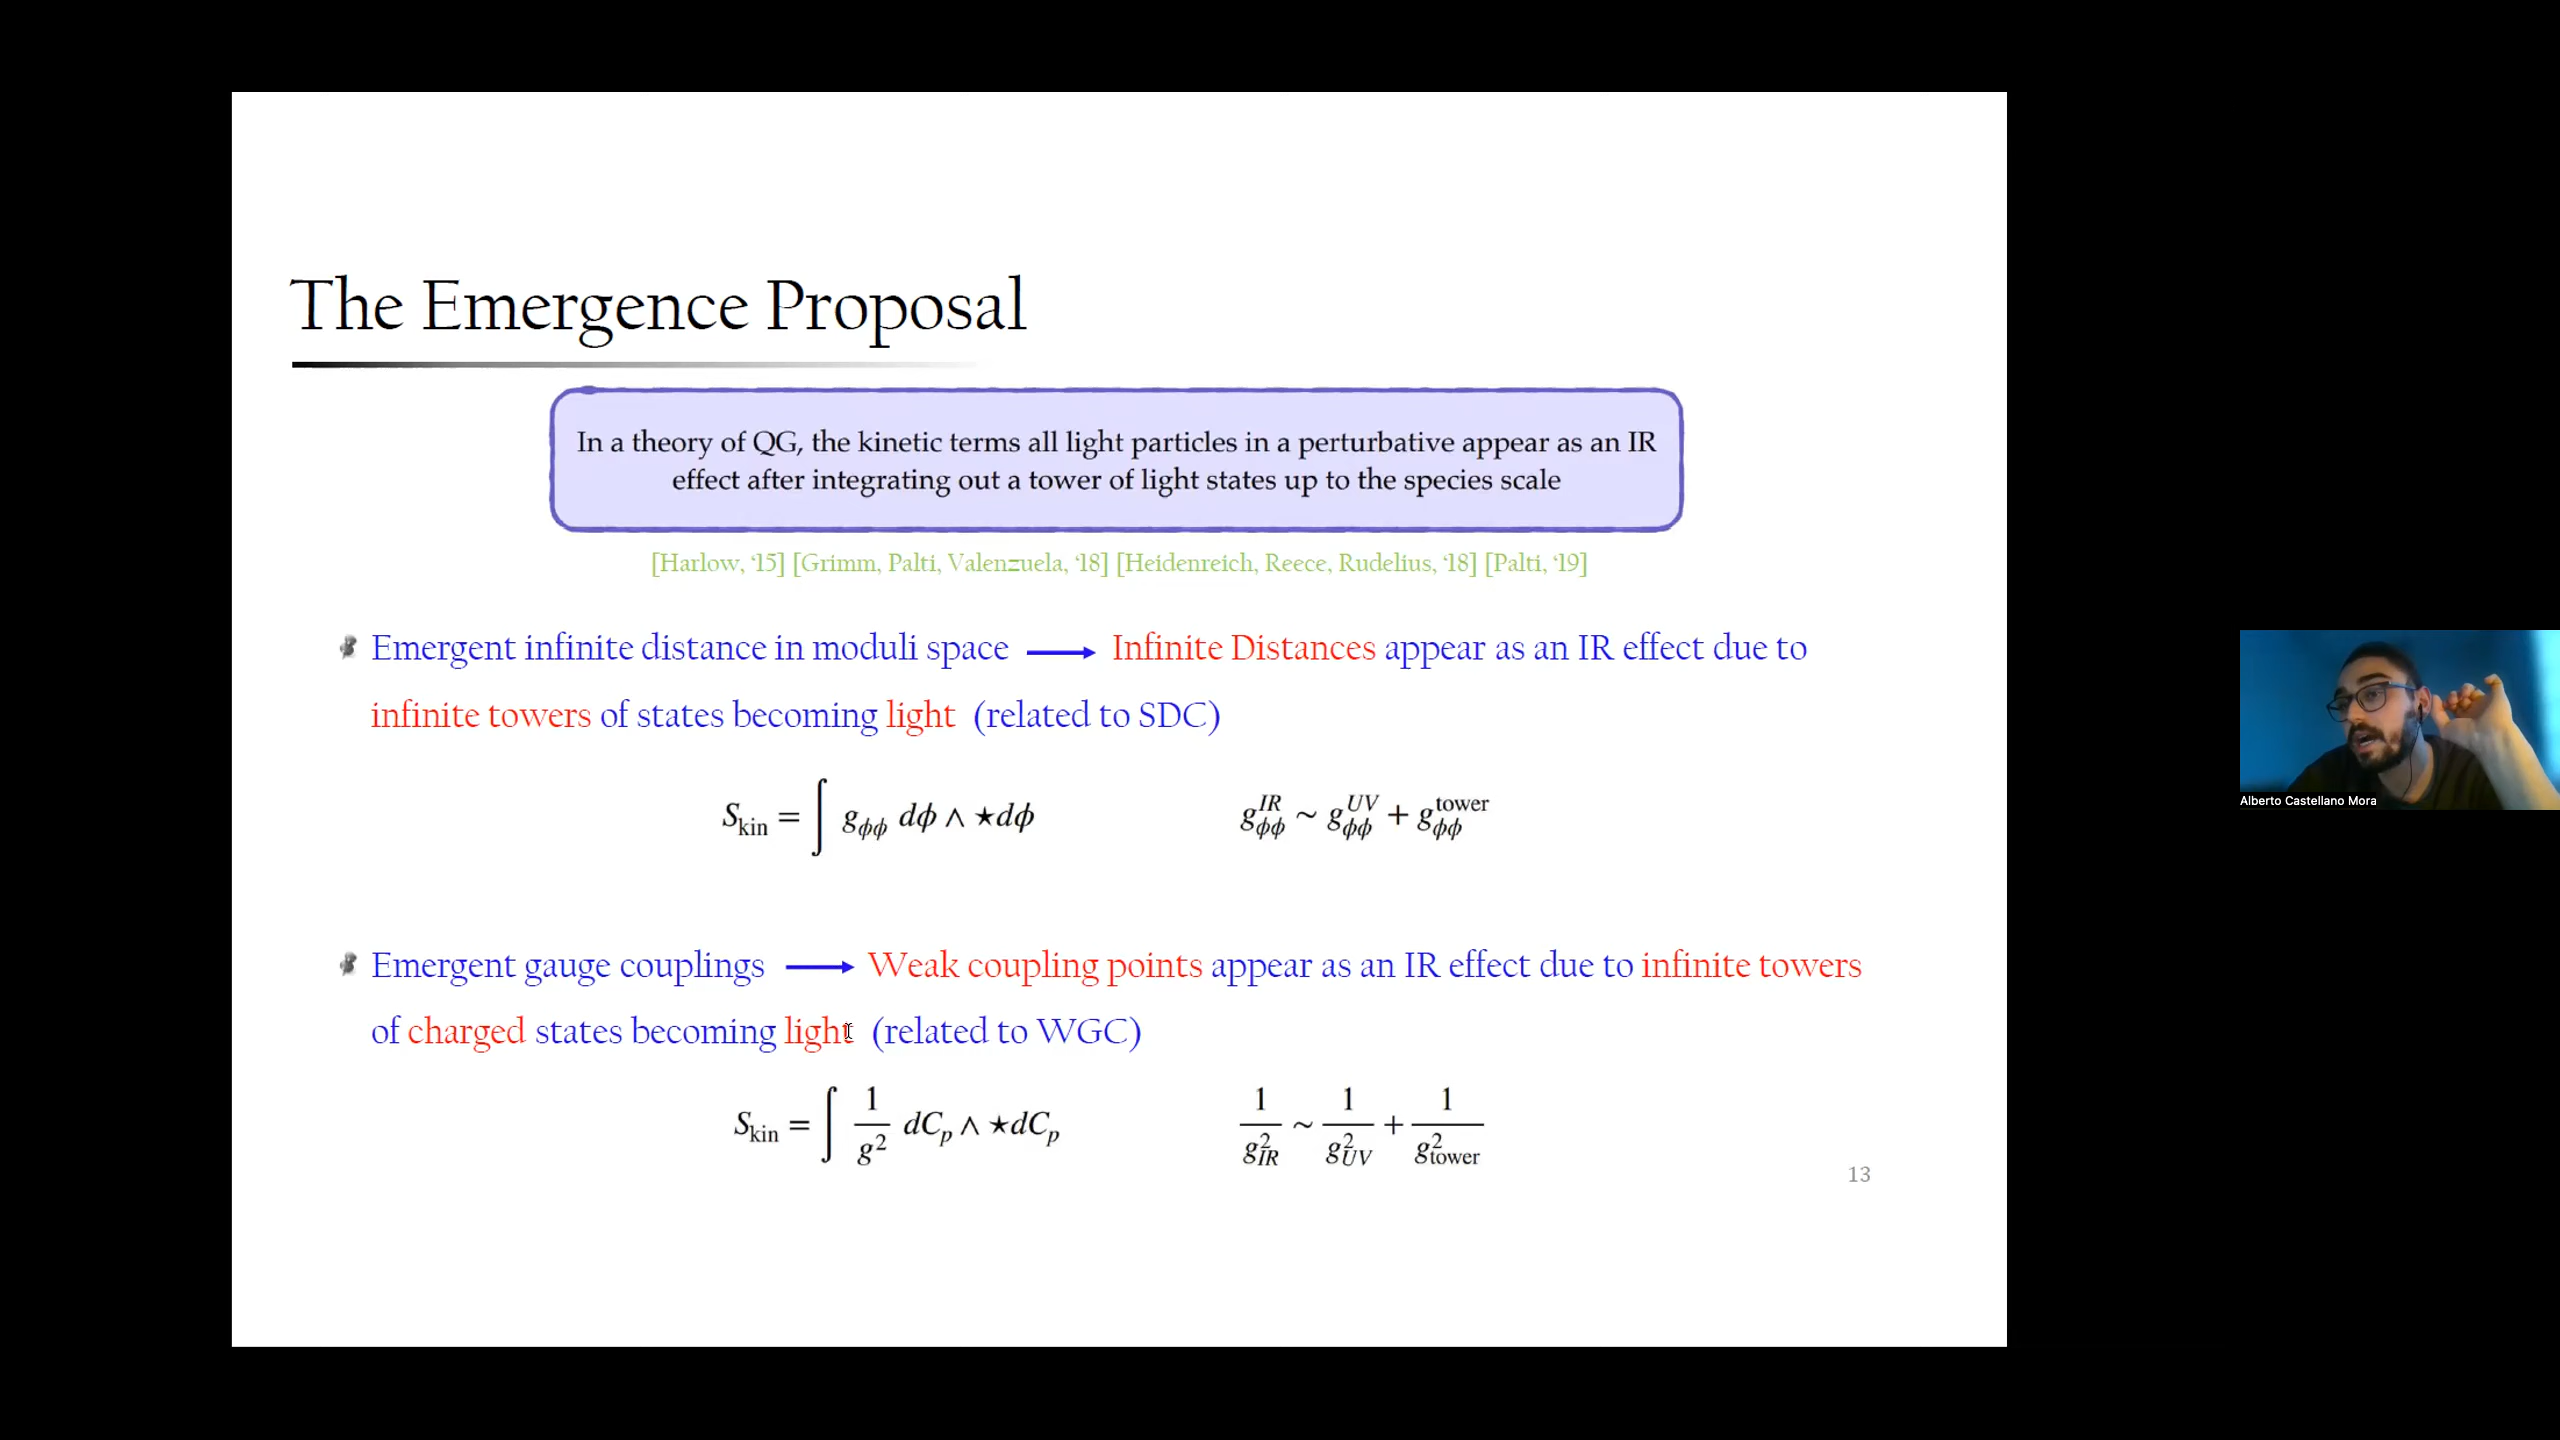 The Emergence Proposal
In a theory of QG, the kinetic terms all light particles in a perturbative appear as an IR
effect after integrating out a tower of light states up to the species scale
[Harlow, ‘15] [Grimm, Palti, Valenzuela, ‘18] [Heidenreich, Reece, Rudelius, ‘18] [Palti, ‘19]
Emergent infinite distance in moduli space ⟶ Infinite Distances appear as an IR effect due to
infinite towers of states becoming light (related to SDC)
S_kin = ∫ g_ϕϕ dϕ ∧ ⋆dϕ g_ϕϕ^IR ~ g_ϕϕ^UV + g_ϕϕ^tower
Alberto Castellano Mora
Emergent gauge couplings ⟶ Weak coupling points appear as an IR effect due to infinite towers
of charged states becoming light (related to WGC)
S_kin = ∫ 1/g² dC_p ∧ ⋆dC_p 1/g²_IR ~ 1/g²_UV + 1/g²_tower
13